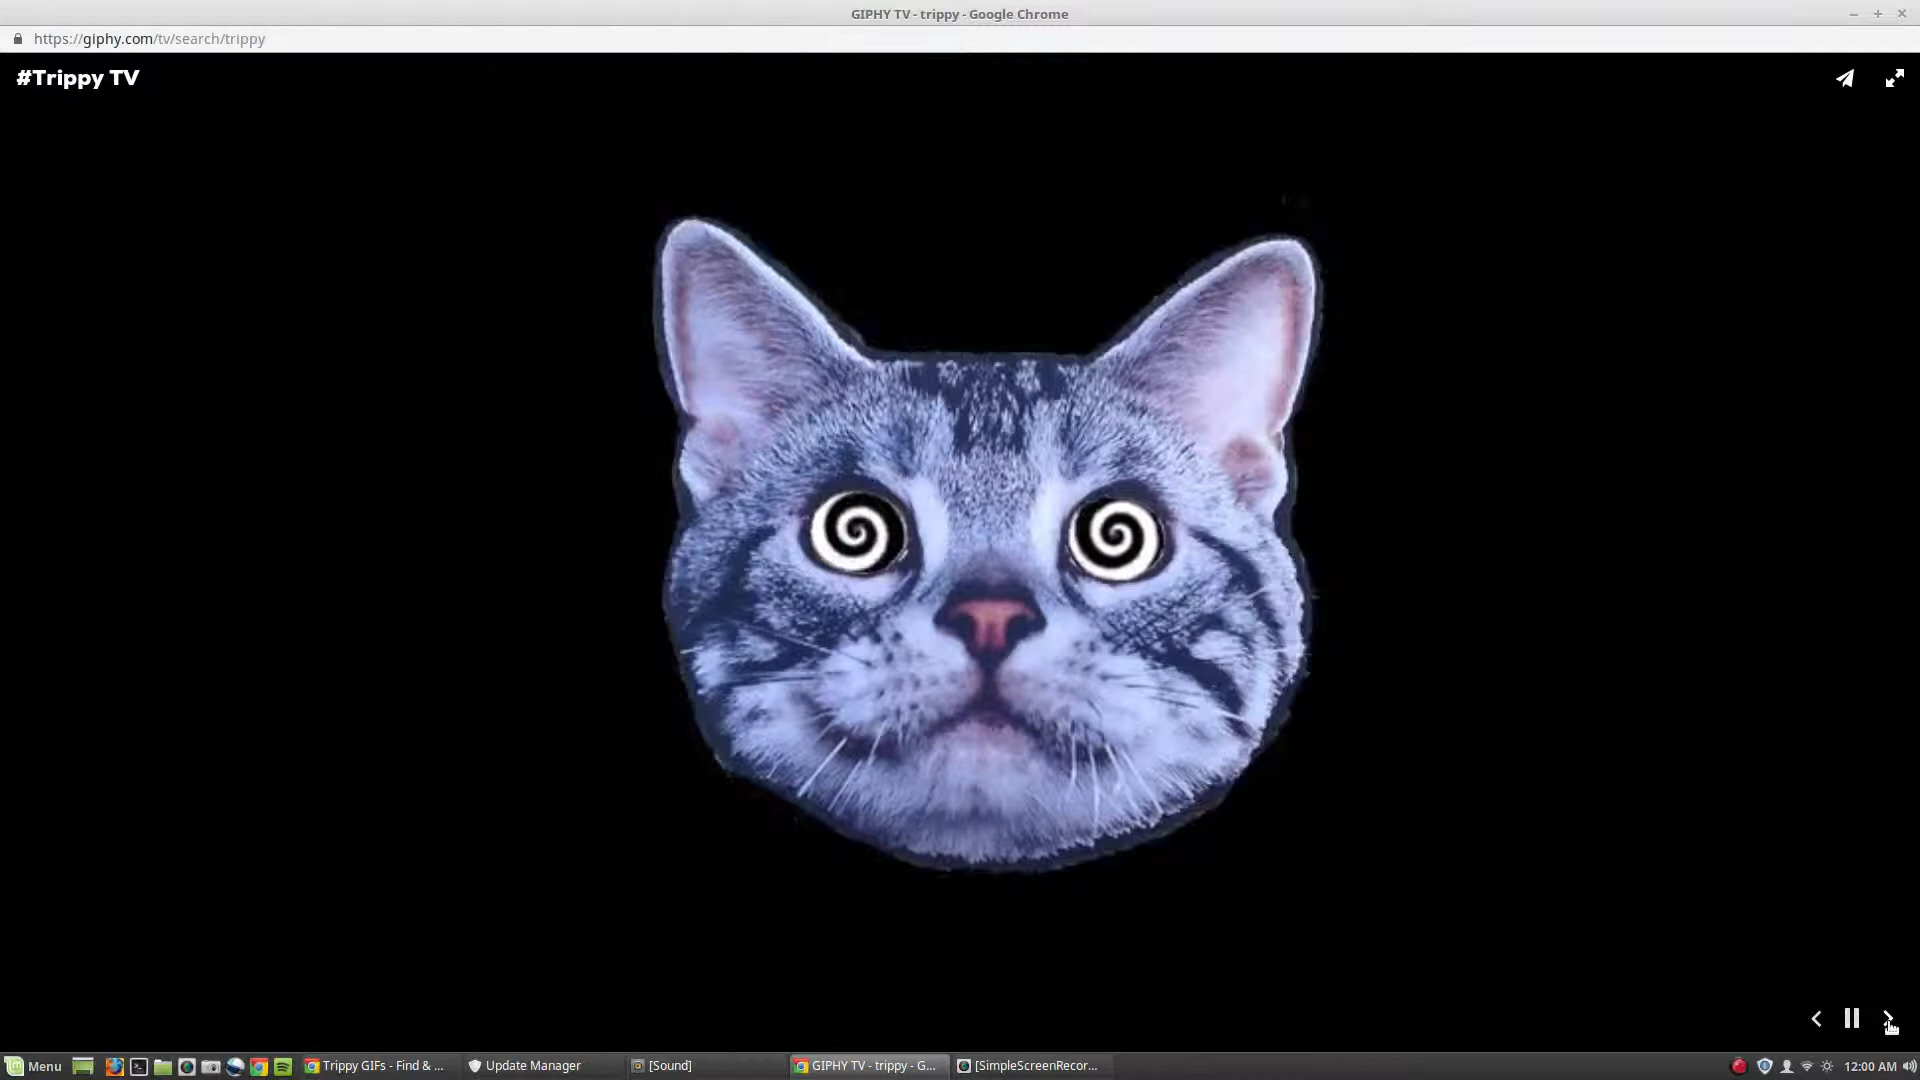 GIPHY TV - trippy - Google Chrome
https://giphy.com/tv/search/trippy
#Trippy TV
Menu
Trippy GIFs - Find & ...
Update Manager
[Sound]
GIPHY TV - trippy - G...
[SimpleScreenRecor...
12:00 AM